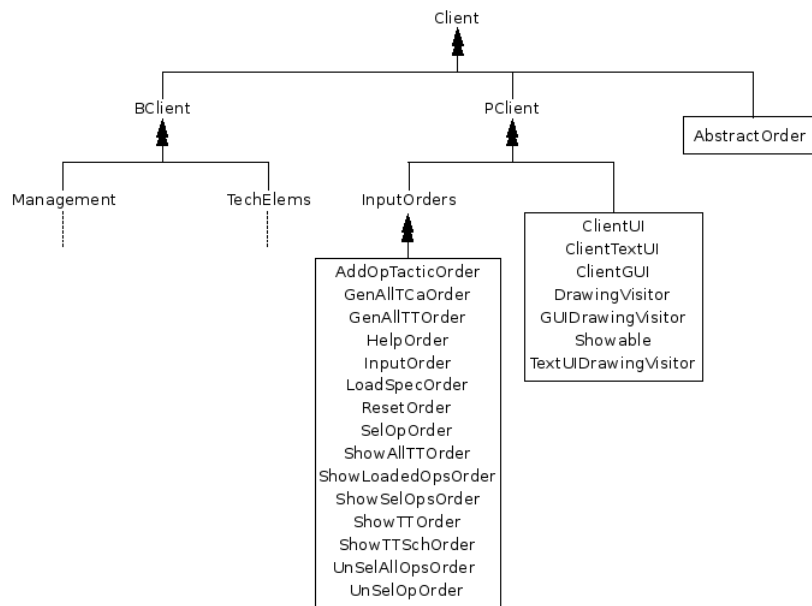 Client
BClient
PClient
AbstractOrder
Management
TechElems
InputOrders
ClientUI
ClientTextUI
ClientGUI
DrawingVisitor
GUIDrawingVisitor
Showable
TextUIDrawingVisitor
AddOpTacticOrder
GenAllTCaOrder
GenAllTTOrder
HelpOrder
InputOrder
LoadSpecOrder
ResetOrder
SelOpOrder
ShowAllTTOrder
ShowLoadedOpsOrder
ShowSelOpsOrder
ShowTTOrder
ShowTTSchOrder
UnSelAllOpsOrder
UnSelOpOrder